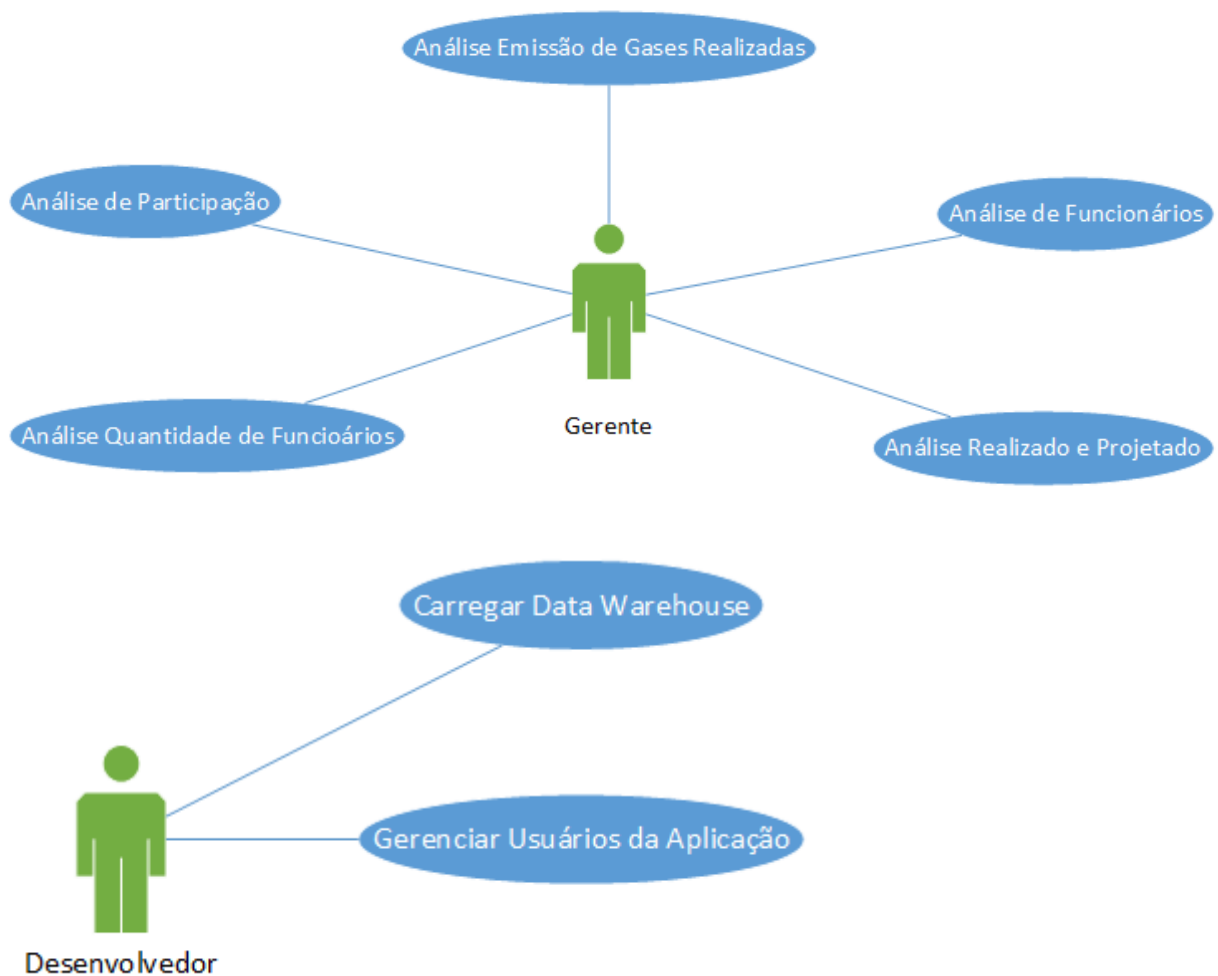 Análise Emissão de Gases Realizadas
Análise de Participação
Análise de Funcionários
Análise Quantidade de Funcioários
Gerente
Análise Realizado e Projetado
Carregar Data Warehouse
Gerenciar Usuários da Aplicação
Desenvolvedor